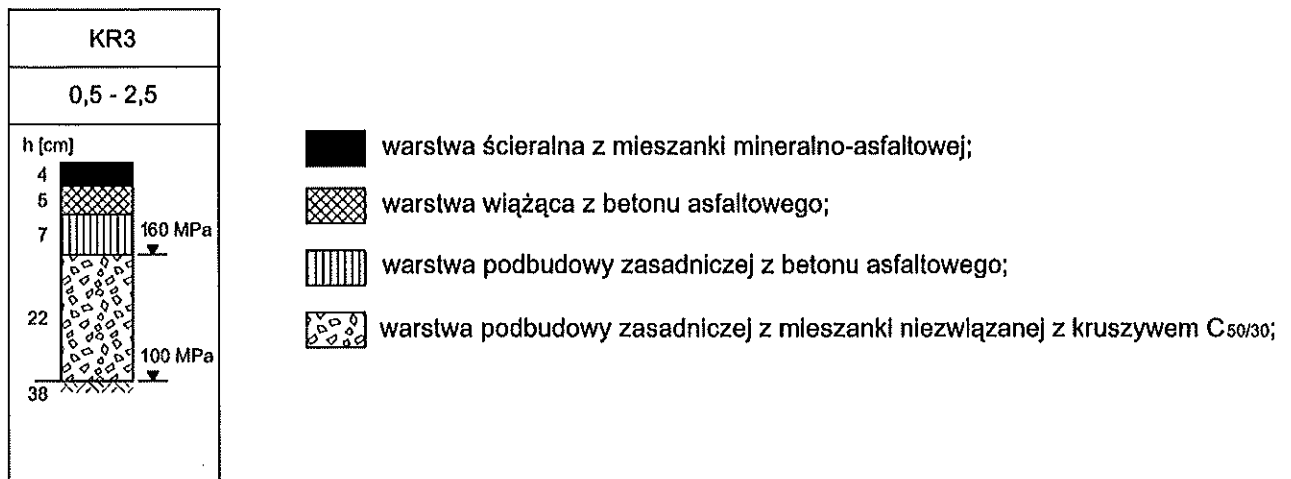 KR3
0,5 - 2,5
h [cm]
4
5
7
160 MPa
22
100 MPa
38
warstwa ścieralna z mieszanki mineralno-asfaltowej;
warstwa wiążąca z betonu asfaltowego;
warstwa podbudowy zasadniczej z betonu asfaltowego;
warstwa podbudowy zasadniczej z mieszanki niezwiązanej z kruszywem C50/30;